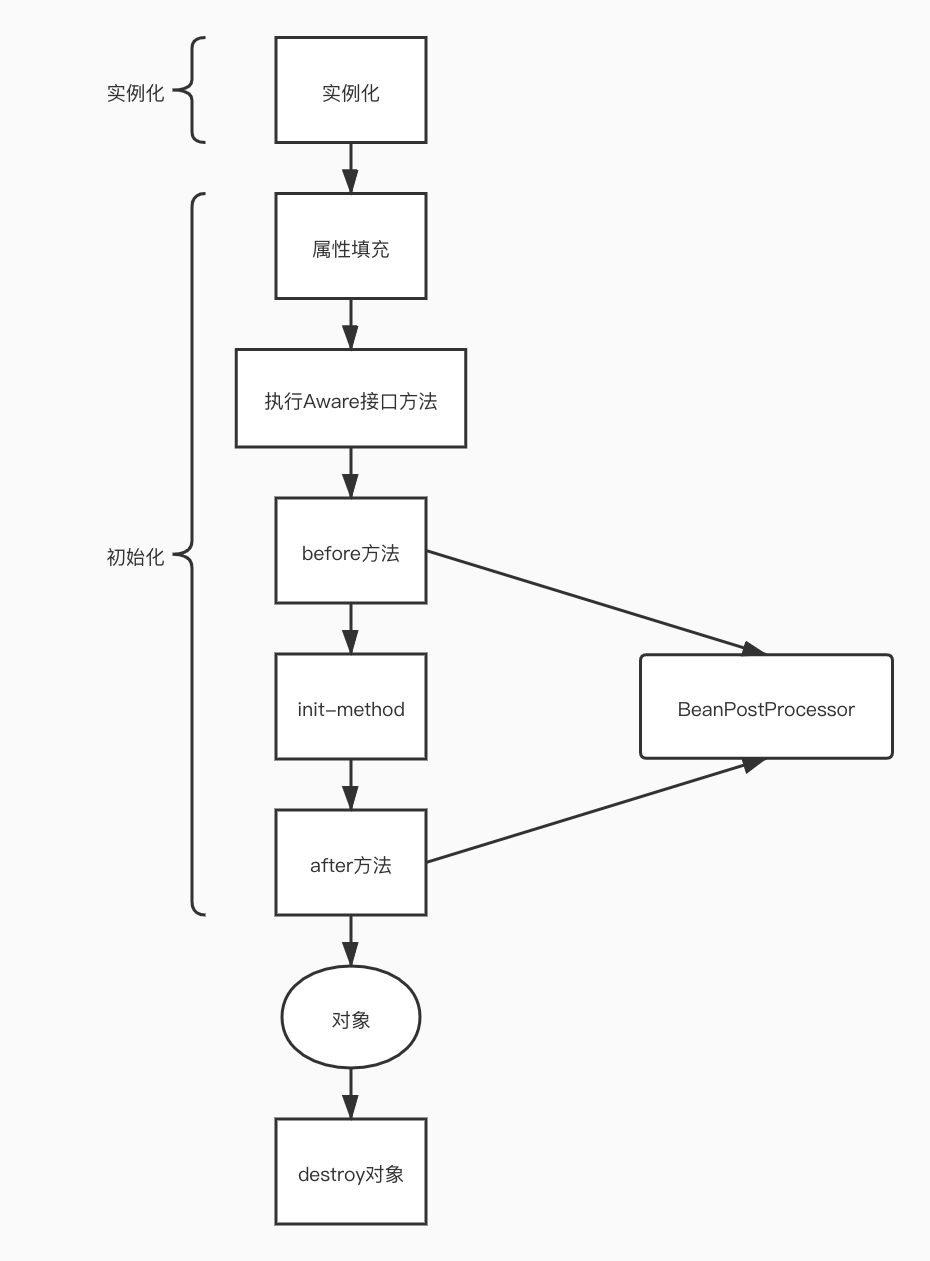 实例化
实例化
属性填充
执行Aware接口方法
before方法
初始化
init-method
BeanPostProcessor
after方法
对象
destroy对象